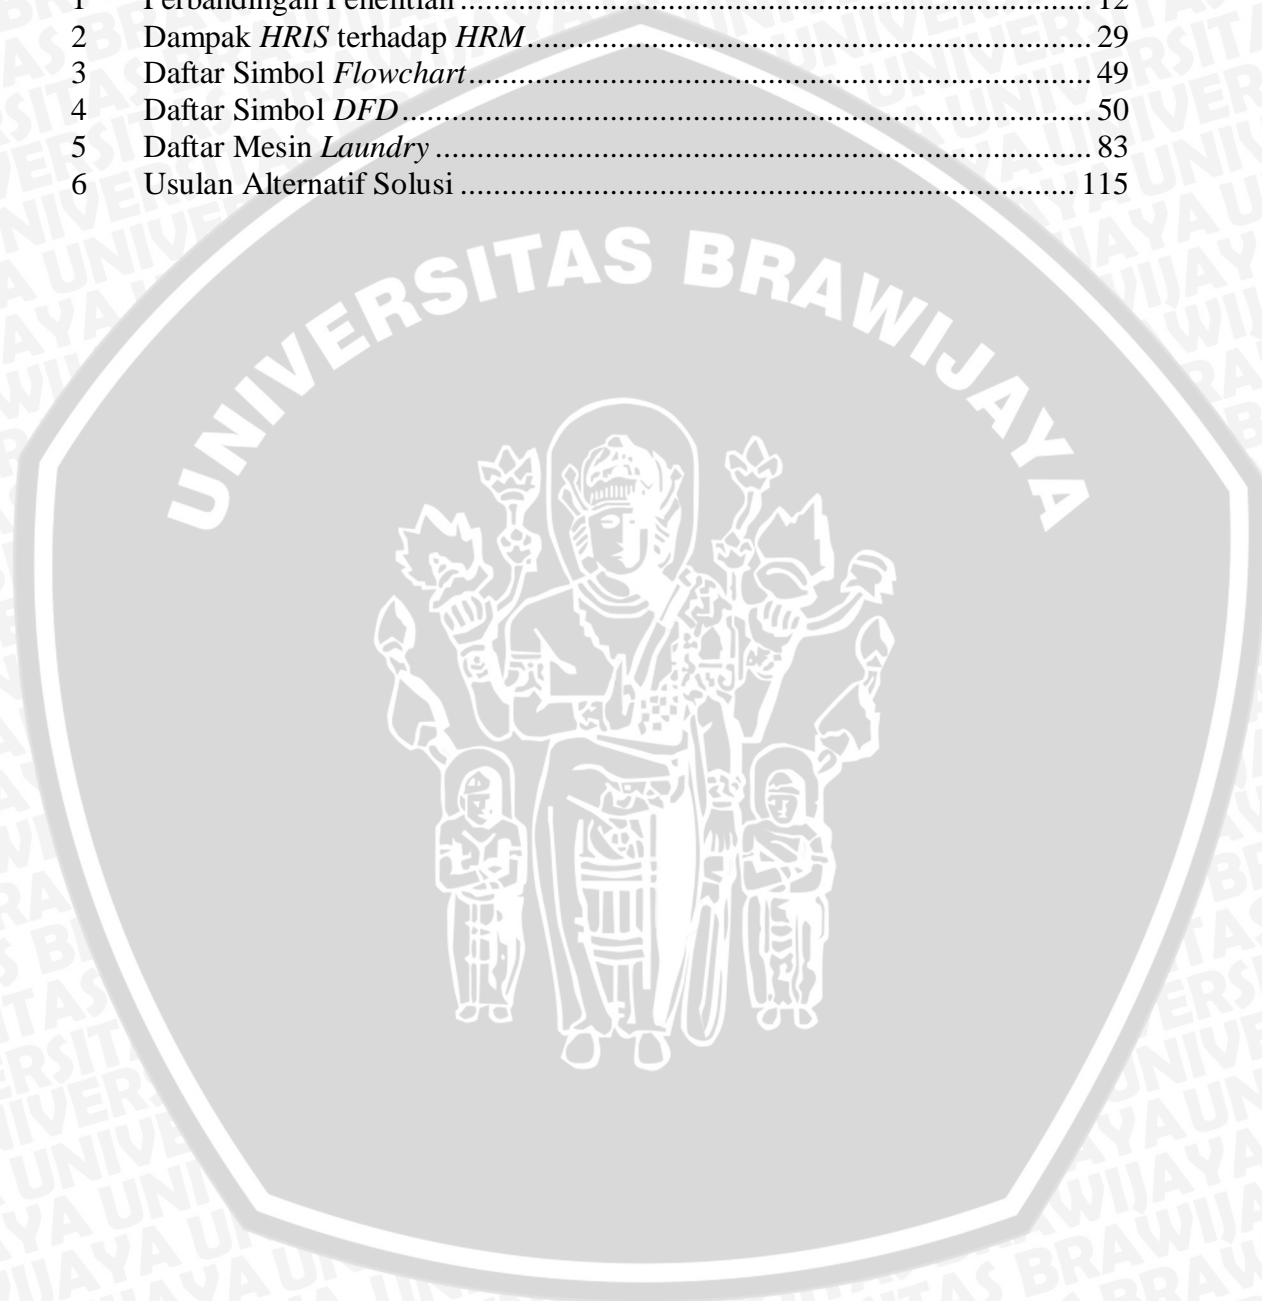 1 Perbandingan Penelitian ........................................................................ 12
2 Dampak HRIS terhadap HRM ................................................................ 29
3 Daftar Simbol Flowchart ....................................................................... 49
4 Daftar Simbol DFD ............................................................................... 50
5 Daftar Mesin Laundry ........................................................................... 83
6 Usulan Alternatif Solusi ...................................................................... 115
UNIVERSITAS BRAWIJAYA